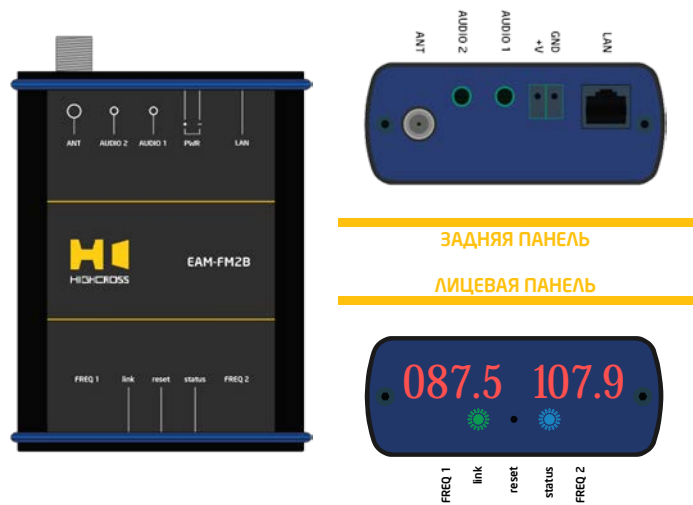 ANT
AUDIO 2
AUDIO 1
PWR
LAN
HIGHCROSS
EAM-FM2B
FREQ 1
link
reset
status
FREQ 2
ANT
AUDIO 2
AUDIO 1
+V
GND
LAN
ЗАДНЯЯ ПАНЕЛЬ
ЛИЦЕВАЯ ПАНЕЛЬ
087.5 107.9
FREQ 1
link
reset
status
FREQ 2